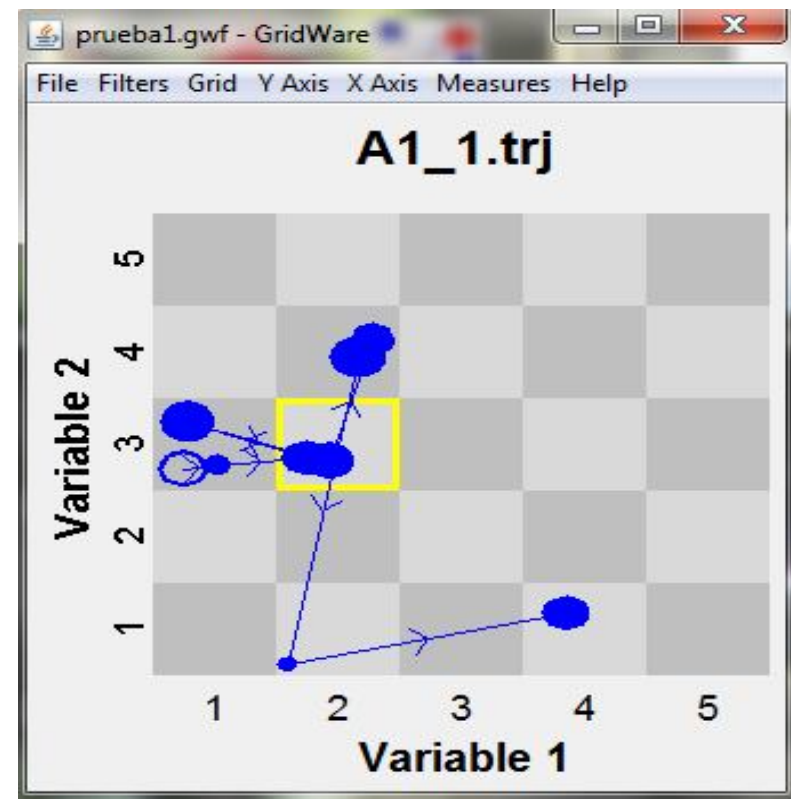 prueba1.gwf - GridWare
File Filters Grid Y Axis X Axis Measures Help
A1_1.trj
Variable 2
5
4
3
2
1
1 2 3 4 5
Variable 1